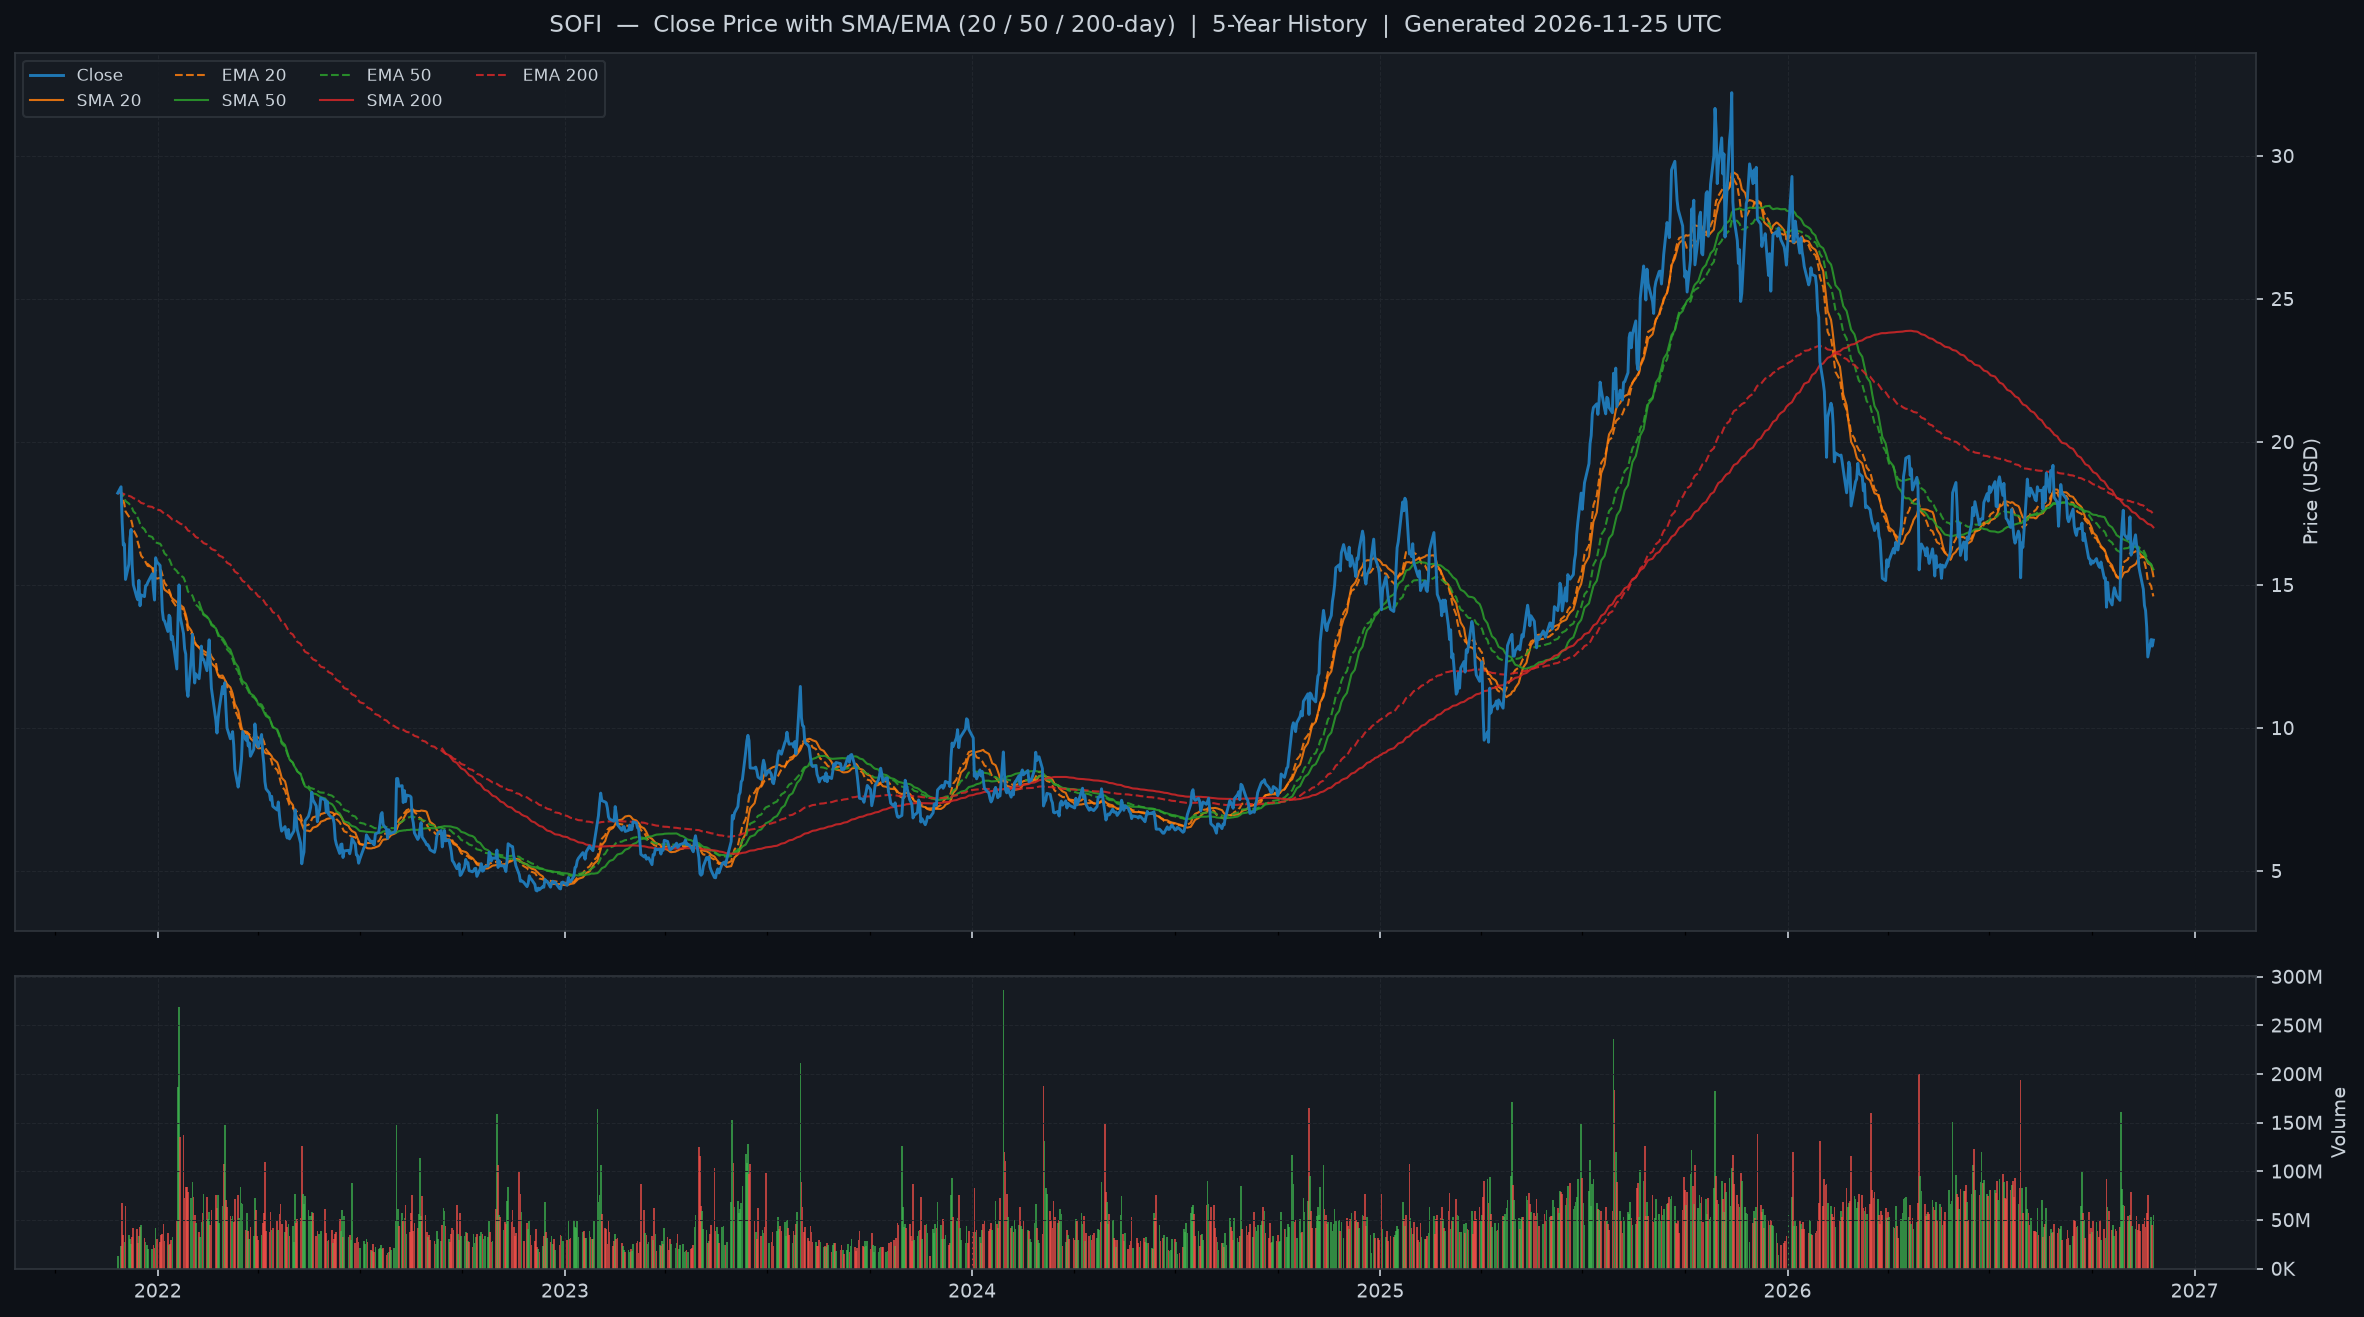 SOFI — Close Price with SMA/EMA (20 / 50 / 200-day) | 5-Year History | Generated 2026-11-25 UTC
Close EMA 20 EMA 50 EMA 200
SMA 20 SMA 50 SMA 200
30
25
20
15
10
5
Price (USD)
300M
250M
200M
150M
100M
50M
0K
Volume
2022 2023 2024 2025 2026 2027